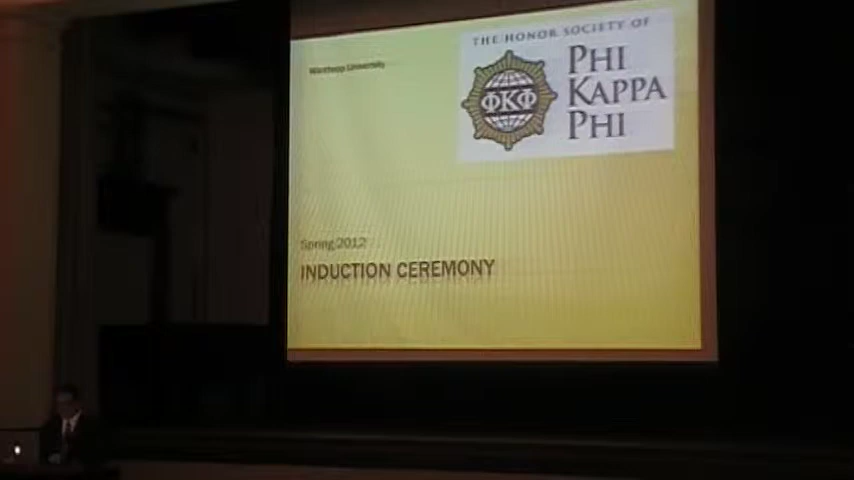 Winthrop University
THE HONOR SOCIETY OF
PHI
KAPPA
PHI
ΦΚΦ
Spring 2012
INDUCTION CEREMONY